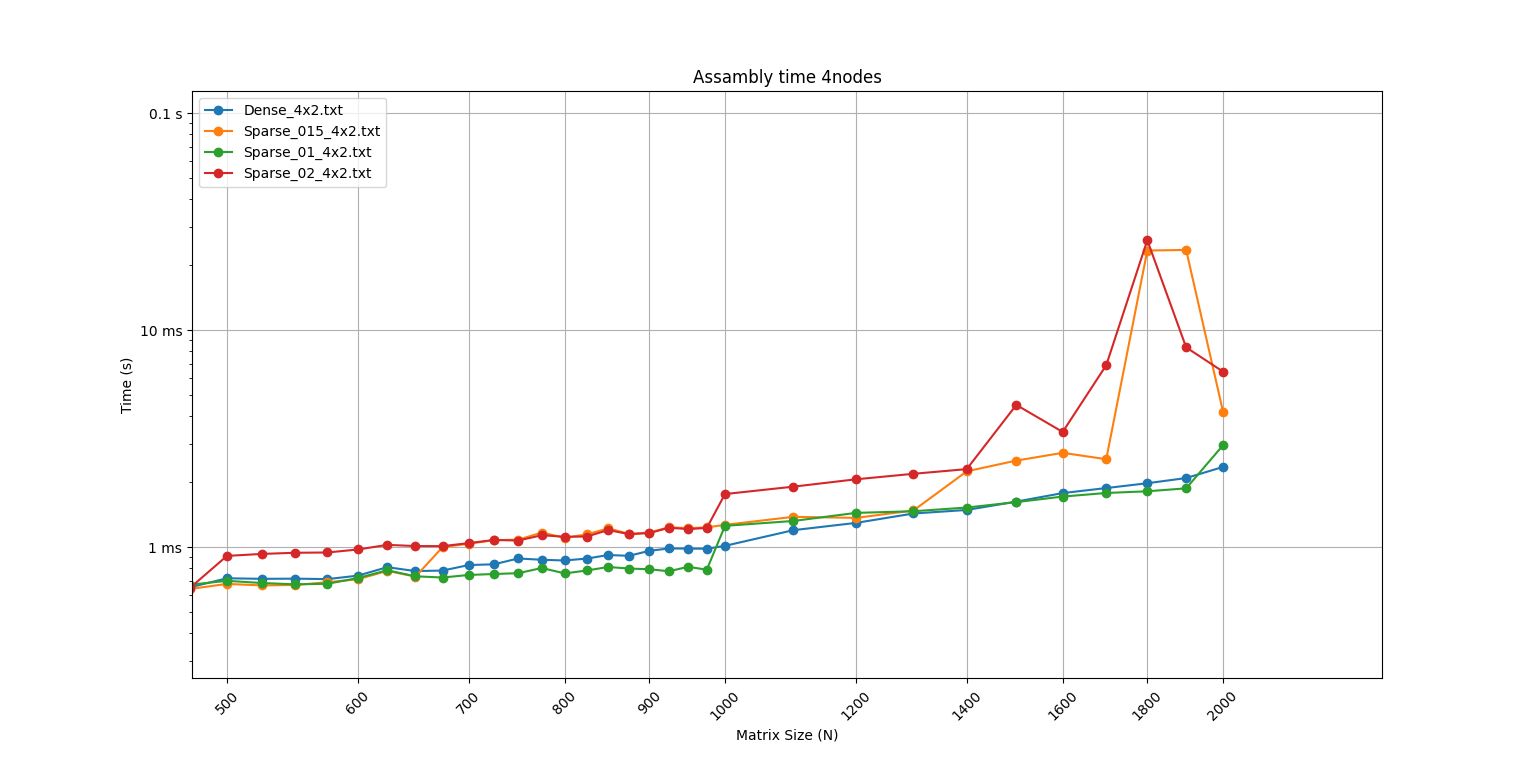 Assambly time 4nodes
Dense_4x2.txt
Sparse_015_4x2.txt
Sparse_01_4x2.txt
Sparse_02_4x2.txt
0.1 s
10 ms
1 ms
Time (s)
500
600
700
800
900
1000
1200
1400
1600
1800
2000
Matrix Size (N)